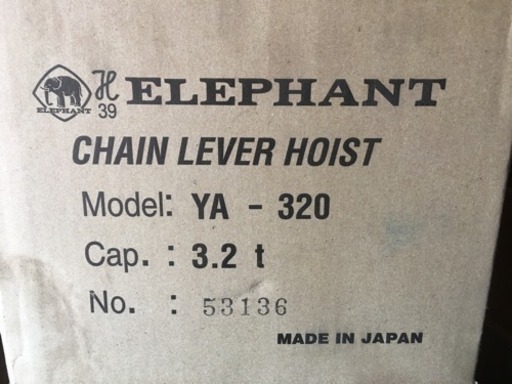 ELEPHANT
H
39
ELEPHANT
CHAIN LEVER HOIST
Model: YA - 320
Cap. : 3.2 t
No. : 53136
MADE IN JAPAN